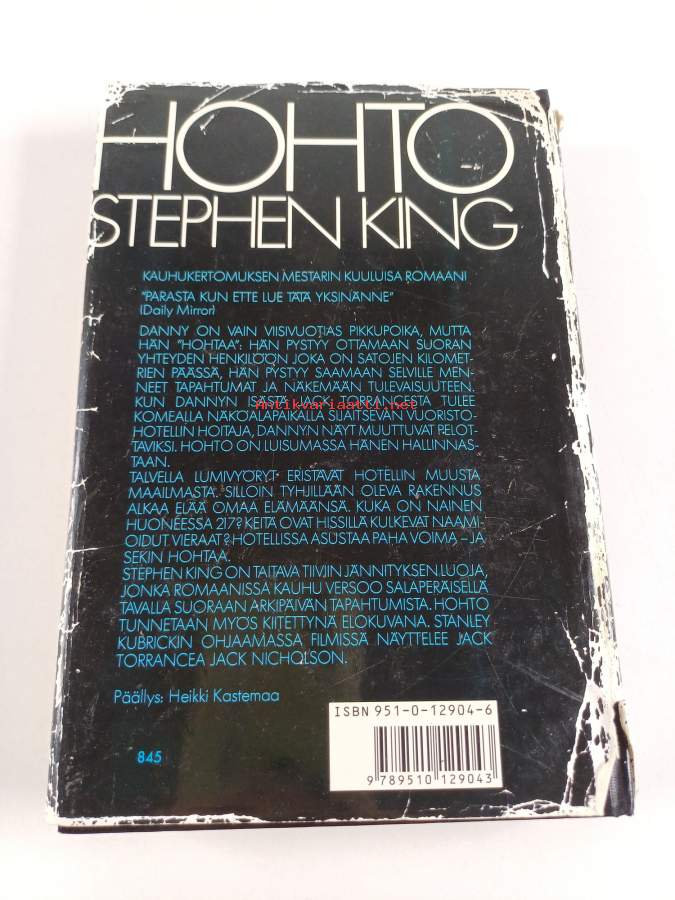 HOHTO
STEPHEN KING
KAUHUKERTOMUKSEN MESTARIN KUULUISA ROMAANI
"PARASTA KUN ETTE LUE TÄTÄ YKSINÄNNE"
(Daily Mirror)
DANNY ON VAIN VIISIVUOTIAS PIKKUPOIKA, MUTTA
HÄN "HOHTAA": HÄN PYSTYY OTTAMAAN SUORAN
YHTEYDEN HENKILÖÖN JOKA ON SATOJEN KILOMET-
RIEN PÄÄSSÄ, HÄN PYSTYY SAAMAAN SELVILLE MEN-
NEET TAPAHTUMAT JA NÄKEMÄÄN TULEVAISUUTEEN.
KUN DANNYN ISÄSTÄ JACK TORRANCESTA TULEE
antikvariaatti.net
KOMEALLA NÄKÖALAPAIKALLA SIJAITSEVAN VUORISTO-
HOTELLIN HOITAJA, DANNYN NÄYT MUUTTUVAT PELOT-
TAVIKSI. HOHTO ON LUISUMASSA HÄNEN HALLINNAS-
TAAN.
TALVELLA LUMIVYÖRYT ERISTÄVÄT HOTELLIN MUUSTA
MAAILMASTA. SILLOIN TYHJILLÄÄN OLEVA RAKENNUS
ALKAA ELÄÄ OMAA ELÄMÄÄNSÄ. KUKA ON NAINEN
HUONEESSA 217? KEITÄ OVAT HISSILLÄ KULKEVAT NAAMI-
OIDUT VIERAAT? HOTELLISSA ASUSTAA PAHA VOIMA – JA
SEKIN HOHTAA.
STEPHEN KING ON TAITAVA TIIVIIN JÄNNITYKSEN LUOJA,
JONKA ROMAANISSA KAUHU VERSOO SALAPERÄISELLÄ
TAVALLA SUORAAN ARKIPÄIVÄN TAPAHTUMISTA. HOHTO
TUNNETAAN MYÖS KIITETTYNÄ ELOKUVANA. STANLEY
KUBRICKIN OHJAAMASSA FILMISSÄ NÄYTTELEE JACK
TORRANCEA JACK NICHOLSON.
Päällys: Heikki Kastemaa
ISBN 951-0-12904-6
845
9 789510 129043